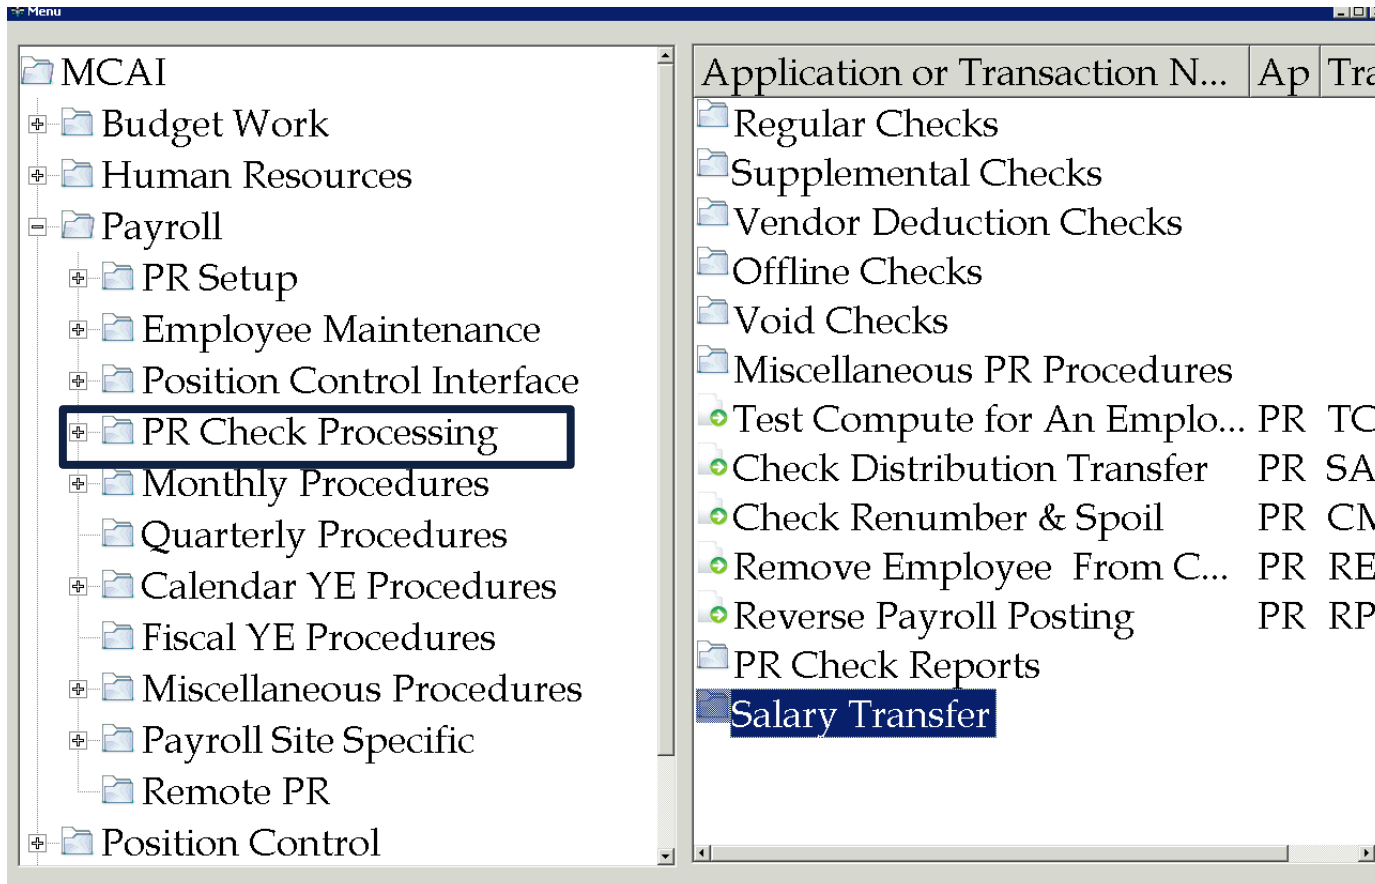 Menu
MCAI
Budget Work
Human Resources
Payroll
PR Setup
Employee Maintenance
Position Control Interface
PR Check Processing
Monthly Procedures
Quarterly Procedures
Calendar YE Procedures
Fiscal YE Procedures
Miscellaneous Procedures
Payroll Site Specific
Remote PR
Position Control
Application or Transaction N... Ap Tra
Regular Checks
Supplemental Checks
Vendor Deduction Checks
Offline Checks
Void Checks
Miscellaneous PR Procedures
Test Compute for An Emplo... PR TC
Check Distribution Transfer PR SA
Check Renumber & Spoil PR CM
Remove Employee From C... PR RE
Reverse Payroll Posting PR RP
PR Check Reports
Salary Transfer